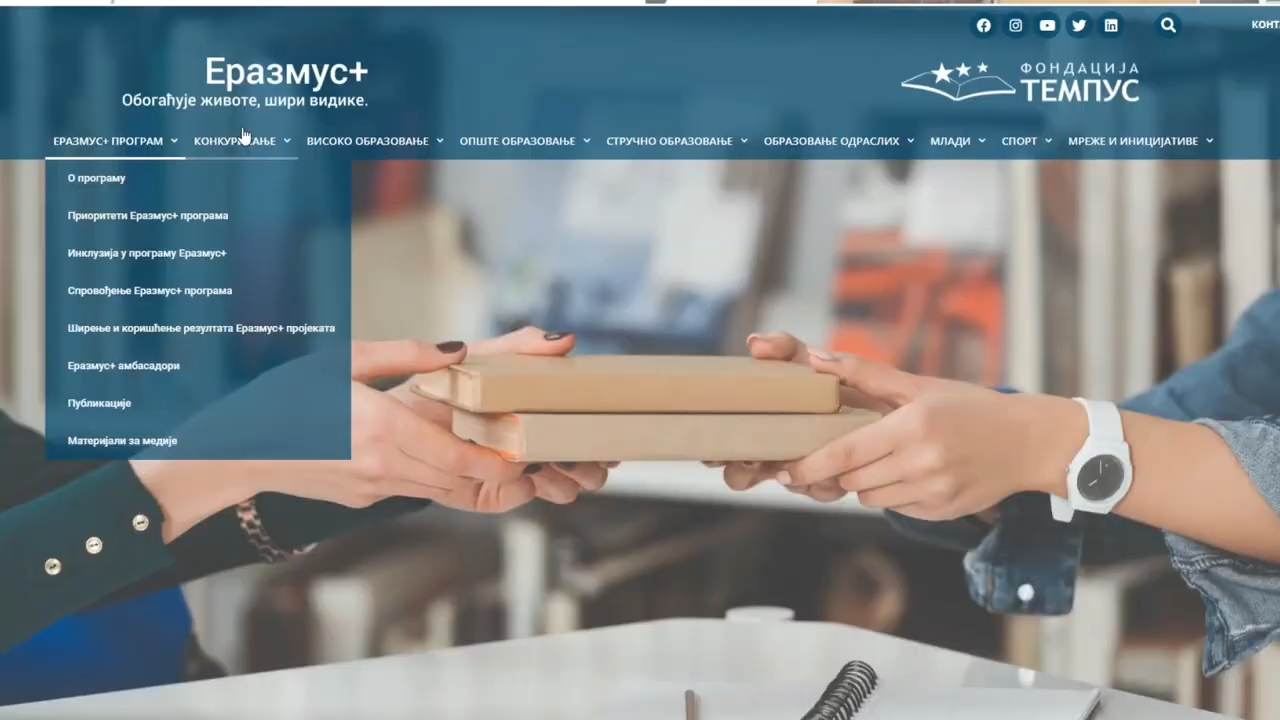 КОНТ
Еразмус+
Обогаћује животе, шири видике.
ФОНДАЦИЈА
ТЕМПУС
ЕРАЗМУС+ ПРОГРАМ
КОНКУРИСАЊЕ
ВИСОКО ОБРАЗОВАЊЕ
ОПШТЕ ОБРАЗОВАЊЕ
СТРУЧНО ОБРАЗОВАЊЕ
ОБРАЗОВАЊЕ ОДРАСЛИХ
МЛАДИ
СПОРТ
МРЕЖЕ И ИНИЦИЈАТИВЕ
О програму
Приоритети Еразмус+ програма
Инклузија у програму Еразмус+
Спровођење Еразмус+ програма
Ширење и коришћење резултата Еразмус+ пројеката
Еразмус+ амбасадори
Публикације
Материјали за медије